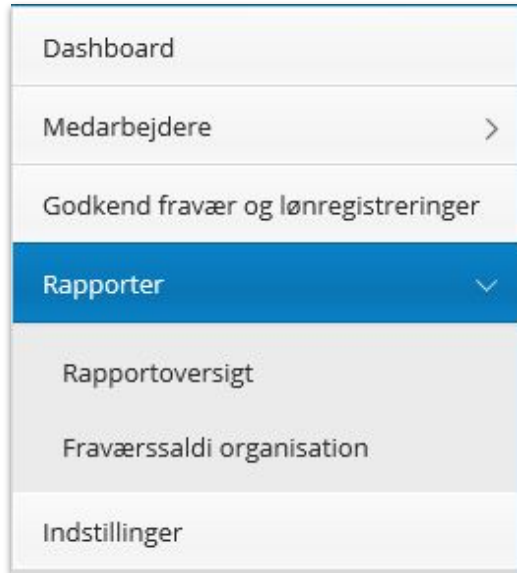 Dashboard
Medarbejdere
Godkend fravær og lønregistreringer
Rapporter
Rapportoversigt
Fraværssaldi organisation
Indstillinger